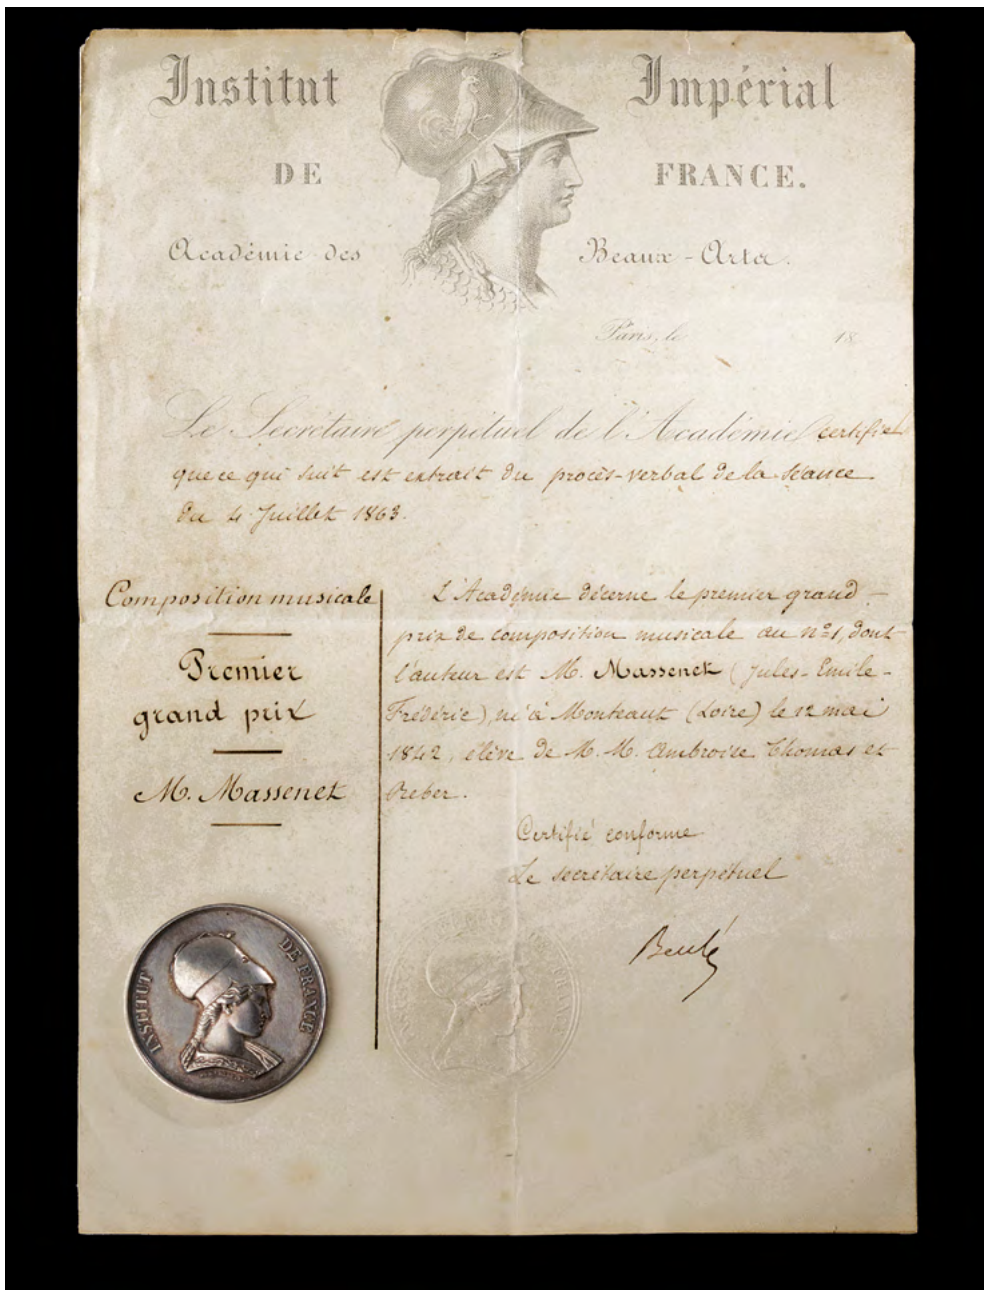 Institut Impérial
DE FRANCE.
Académie des Beaux-Arts.
Paris, le 18
Le Secrétaire perpétuel de l'Académie certifie
que ce qui suit est extrait du procès-verbal de la séance
du 4 Juillet 1863.
Composition musicale
Premier
grand prix
M. Massenet
L'Académie décerne le premier grand
prix de composition musicale au nº 1, dont
l'auteur est M. Massenet (Jules-Emile-
Frédéric), né à Montaut (Loire) le 12 mai
1842, élève de M. M. Ambroise Thomas et
Reber.
Certifié conforme
Le secrétaire perpétuel
Beulé
INSTITUT DE FRANCE